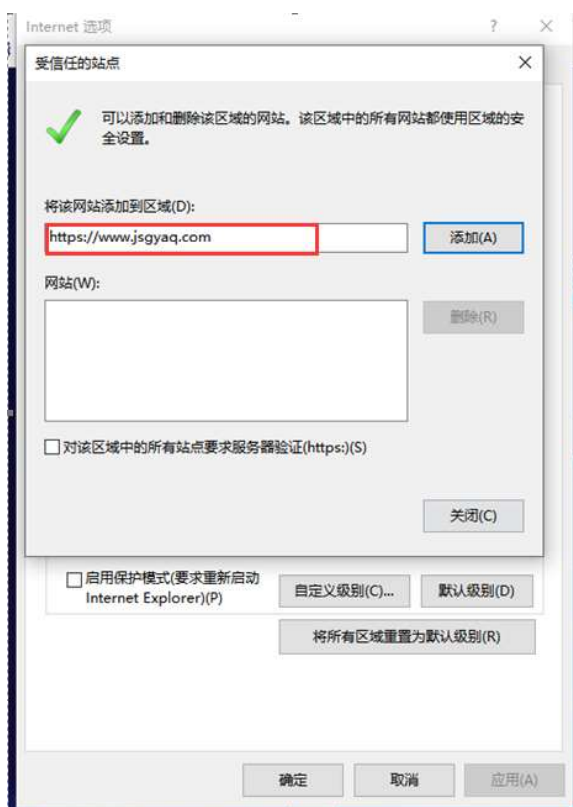 Internet 选项
?
受信任的站点
可以添加和删除该区域的网站。该区域中的所有网站都使用区域的安
全设置。
将该网站添加到区域(D):
https://www.jsgyaq.com
添加(A)
网站(W):
删除(R)
对该区域中的所有站点要求服务器验证(https:)(S)
关闭(C)
启用保护模式(要求重新启动
Internet Explorer)(P)
自定义级别(C)...
默认级别(D)
将所有区域重置为默认级别(R)
确定
取消
应用(A)